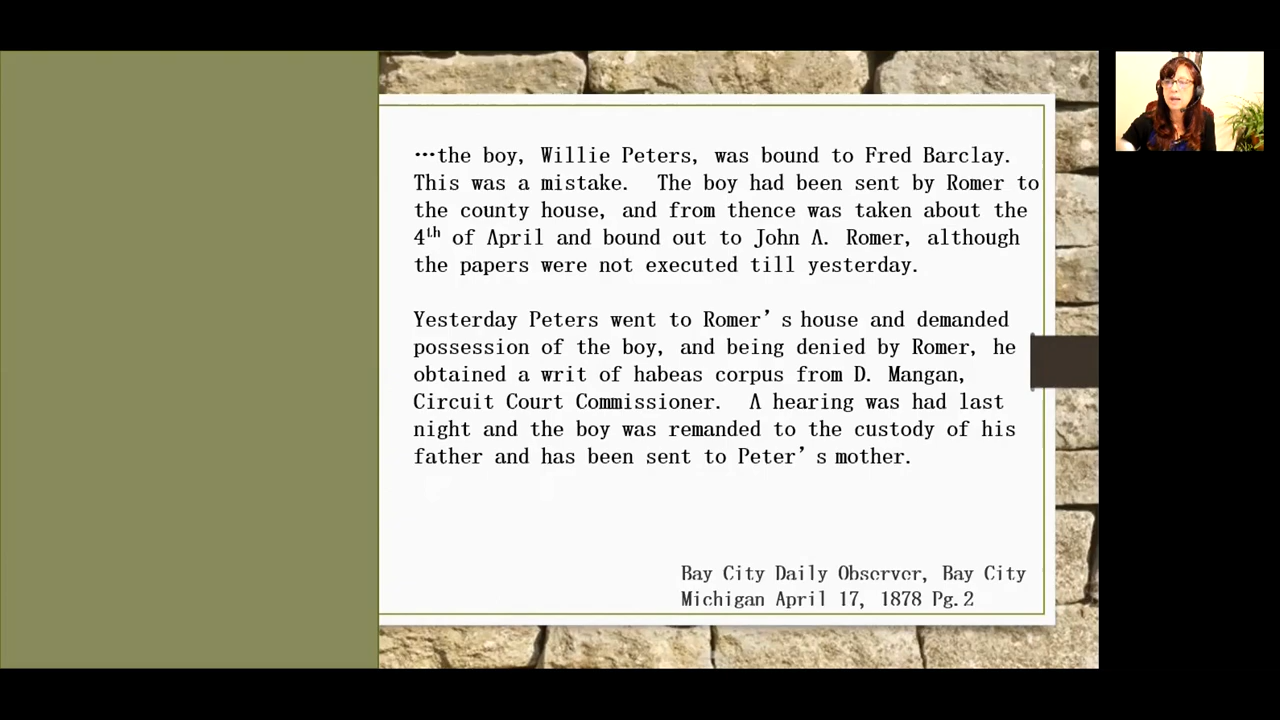 …the boy, Willie Peters, was bound to Fred Barclay.
This was a mistake.  The boy had been sent by Romer to
the county house, and from thence was taken about the
4th of April and bound out to John A. Romer, although
the papers were not executed till yesterday.
Yesterday Peters went to Romer’s house and demanded
possession of the boy, and being denied by Romer, he
obtained a writ of habeas corpus from D. Mangan,
Circuit Court Commissioner.  A hearing was had last
night and the boy was remanded to the custody of his
father and has been sent to Peter’s mother.
Bay City Daily Observer, Bay City
Michigan April 17, 1878 Pg.2